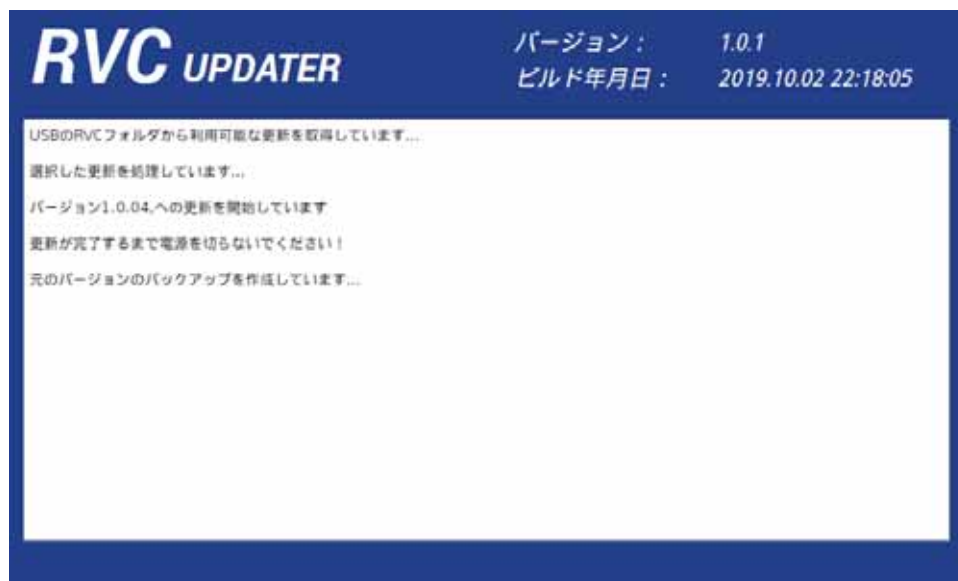 RVC UPDATER
バージョン： 1.0.1
ビルド年月日： 2019.10.02 22:18:05
USBのRVCフォルダから利用可能な更新を取得しています...
選択した更新を処理しています...
バージョン1.0.04,への更新を開始しています
更新が完了するまで電源を切らないでください！
元のバージョンのバックアップを作成しています...